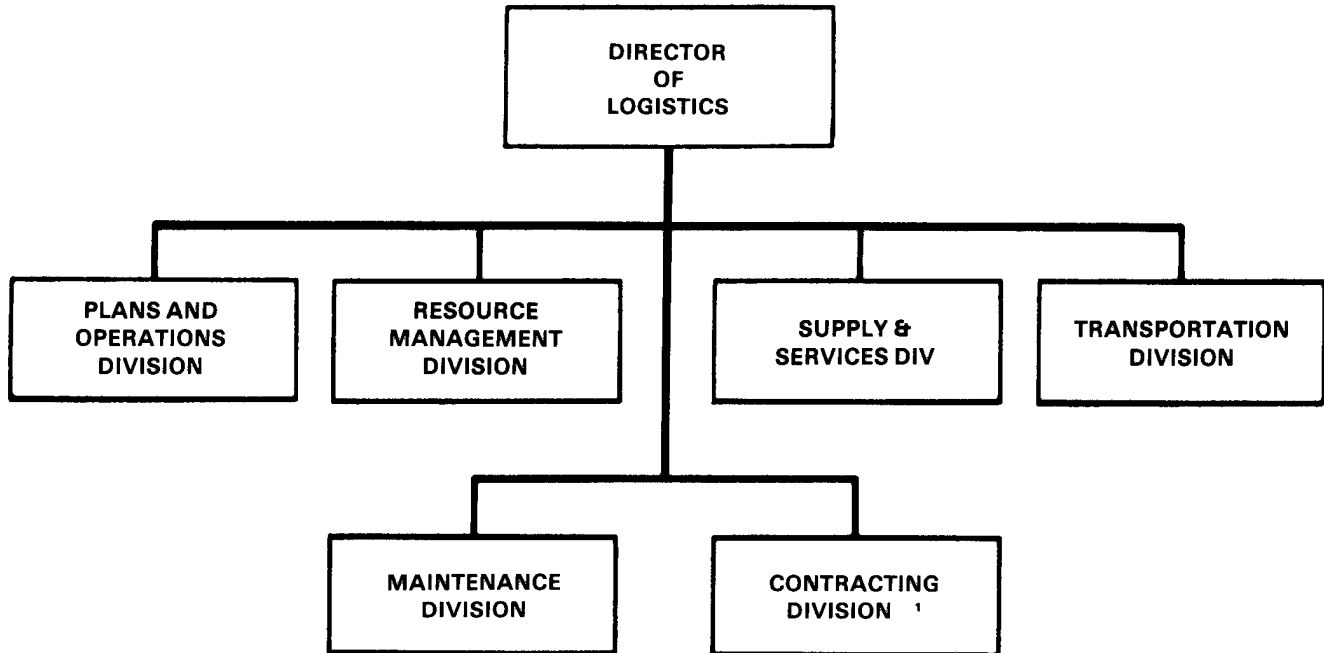 DIRECTOR
OF
LOGISTICS
PLANS AND
OPERATIONS
DIVISION
RESOURCE
MANAGEMENT
DIVISION
SUPPLY &
SERVICES DIV
TRANSPORTATION
DIVISION
MAINTENANCE
DIVISION
CONTRACTING
DIVISION ¹